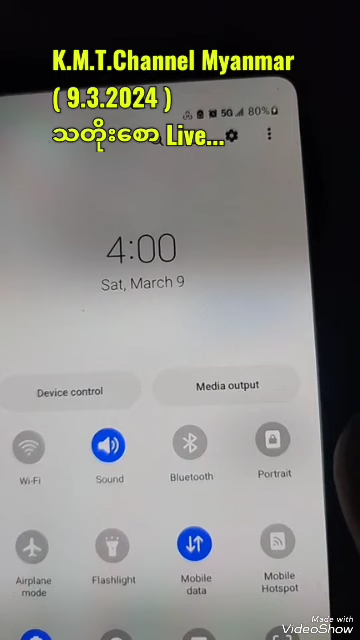 K.M.T.Channel Myanmar
( 9.3.2024 )
သတိုးစော Live...
5G 80%
4:00
Sat, March 9
Device control
Media output
Wi-Fi
Sound
Bluetooth
Portrait
Airplane mode
Flashlight
Mobile data
Mobile Hotspot
Made with
VideoShow